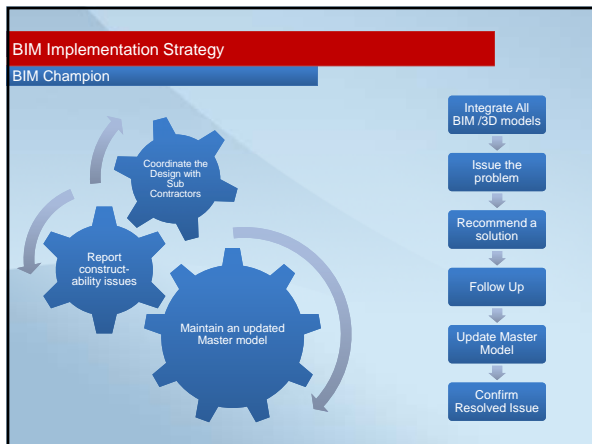 BIM Implementation Strategy
BIM Champion
Coordinate the
Design with
Sub
Contractors
Report
construct-
ability issues
Maintain an updated
Master model
Integrate All
BIM /3D models
Issue the
problem
Recommend a
solution
Follow Up
Update Master
Model
Confirm
Resolved Issue